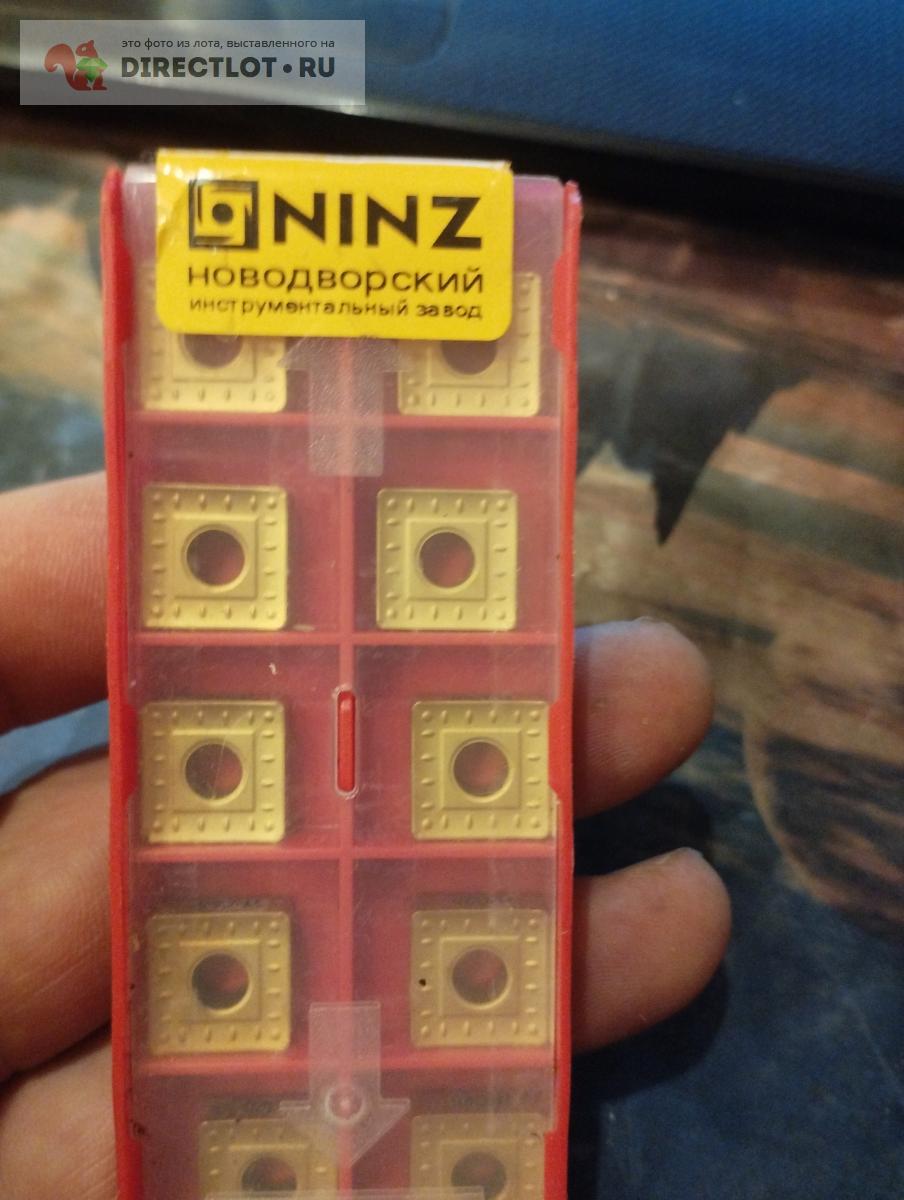 это фото из лота, выставленного на
DIRECTLOT•RU
NINZ
новодворский
инструментальный завод